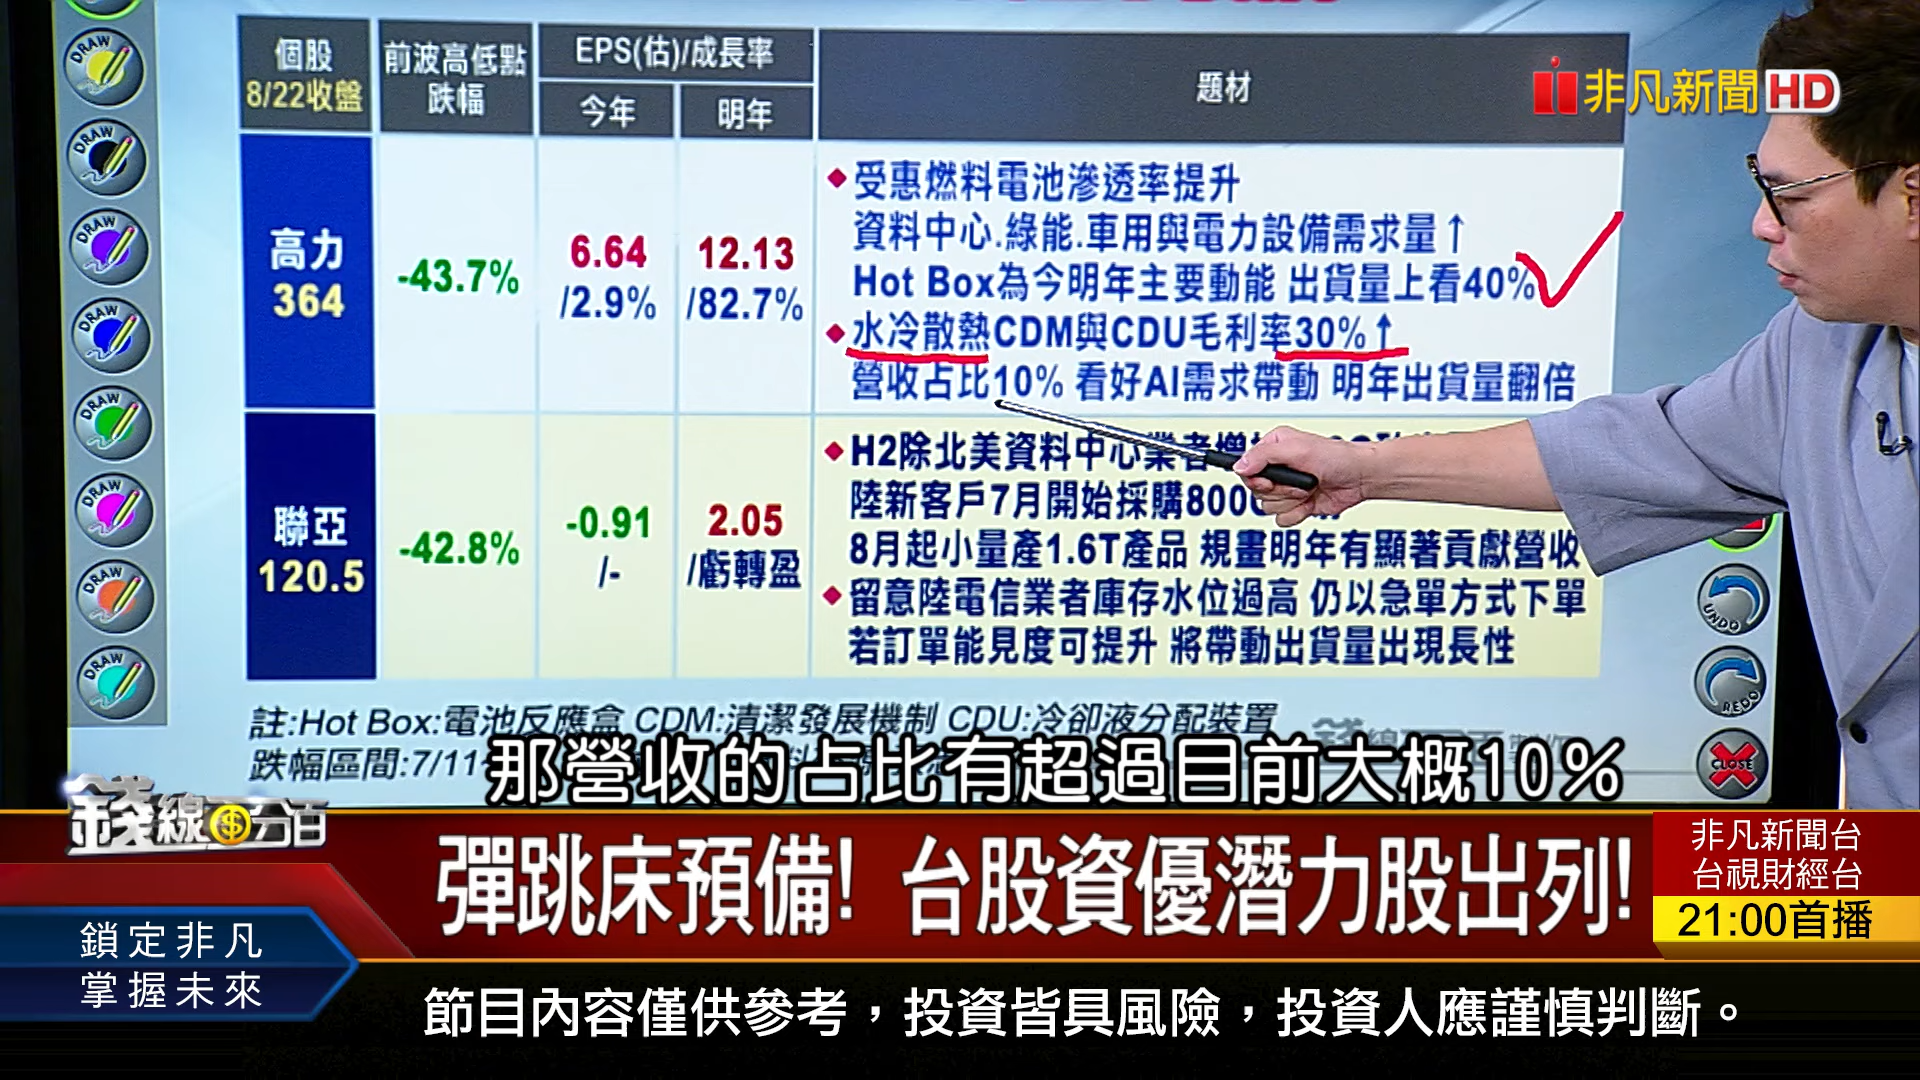 個股
8/22收盤
前波高低點
跌幅
EPS(估)/成長率
今年
明年
題材
非凡新聞HD
高力
364
-43.7%
6.64
/2.9%
12.13
/82.7%
◆受惠燃料電池滲透率提升
資料中心.綠能.車用與電力設備需求量↑
Hot Box為今明年主要動能 出貨量上看40%
◆水冷散熱CDM與CDU毛利率30%↑
營收占比10% 看好AI需求帶動 明年出貨量翻倍
聯亞
120.5
-42.8%
-0.91
/-
2.05
/虧轉盈
◆H2除北美資料中心業者增
陸新客戶7月開始採購800
8月起小量產1.6T產品 規畫明年有顯著貢獻營收
◆留意陸電信業者庫存水位過高 仍以急單方式下單
若訂單能見度可提升 將帶動出貨量出現長性
註:Hot Box:電池反應盒 CDM:清潔發展機制 CDU:冷卻液分配裝置
跌幅區間:7/11
DRAW
DRAW
DRAW
DRAW
DRAW
DRAW
DRAW
DRAW
UNDO
REDO
CLOSE
那營收的占比有超過目前大概10%
錢線百分百
彈跳床預備! 台股資優潛力股出列!
非凡新聞台
台視財經台
21:00首播
鎖定非凡
掌握未來
節目內容僅供參考，投資皆具風險，投資人應謹慎判斷。